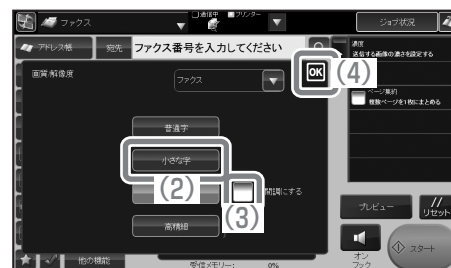 ファクス
通信中
プリンター
ジョブ状況
アドレス帳
宛先
ファクス番号を入力してください
濃度
送信する画像の濃さを設定する
画質/解像度
ファクス
OK
(4)
ページ集約
複数ページを1枚にまとめる
普通字
小さな字
(2)
(3)
間調にする
高精細
プレビュー
リセット
他の機能
受信メモリー:
0%
オン
フック
スタート